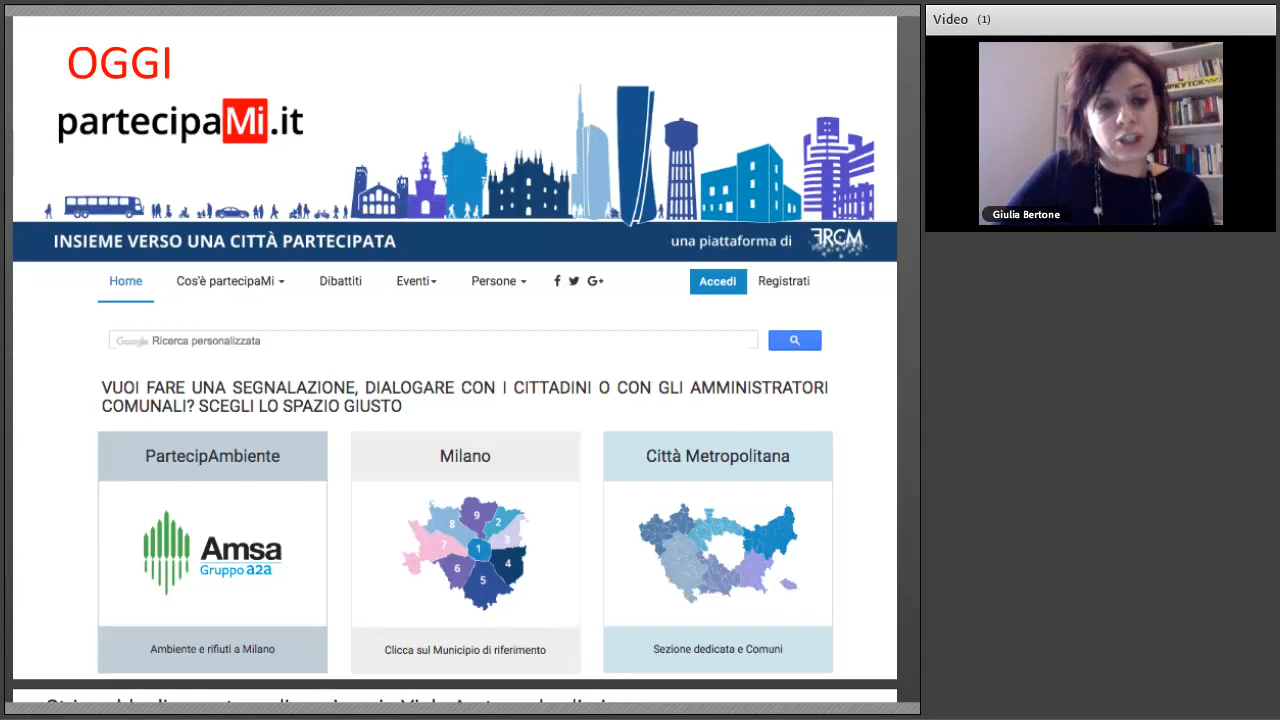 Video (1)
Giulia Bertone
OGGI
partecipaMi.it
INSIEME VERSO UNA CITTÀ PARTECIPATA
una piattaforma di RCM
Home Cos'è partecipaMi Dibattiti Eventi Persone G+ Accedi Registrati
Google Ricerca personalizzata
VUOI FARE UNA SEGNALAZIONE, DIALOGARE CON I CITTADINI O CON GLI AMMINISTRATORI
COMUNALI? SCEGLI LO SPAZIO GIUSTO
PartecipAmbiente
Amsa
Gruppo a2a
Ambiente e rifiuti a Milano
Milano
9
8 2
7 1 3
6 4
5
Clicca sul Municipio di riferimento
Città Metropolitana
Sezione dedicata e Comuni